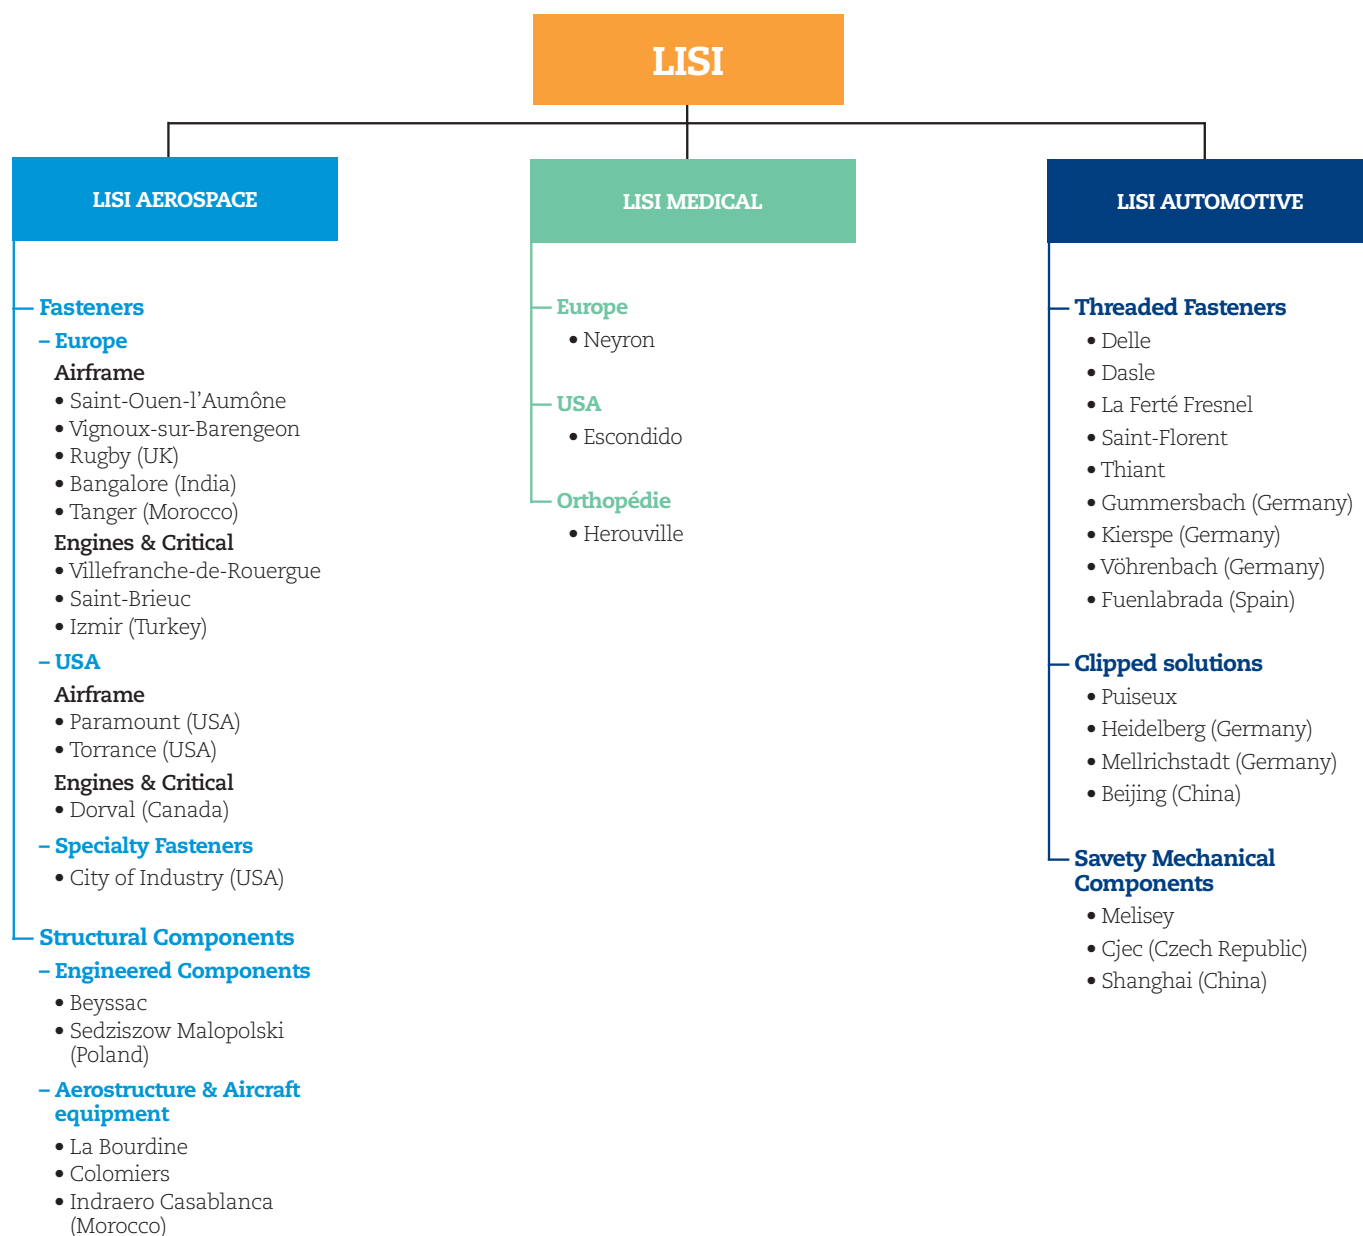 LISI
LISI AEROSPACE
Fasteners
– Europe
Airframe
• Saint-Ouen-l'Aumône
• Vignoux-sur-Barengeon
• Rugby (UK)
• Bangalore (India)
• Tanger (Morocco)
Engines & Critical
• Villefranche-de-Rouergue
• Saint-Brieuc
• Izmir (Turkey)
– USA
Airframe
• Paramount (USA)
• Torrance (USA)
Engines & Critical
• Dorval (Canada)
– Specialty Fasteners
• City of Industry (USA)
Structural Components
– Engineered Components
• Beyssac
• Sedziszow Malopolski
(Poland)
– Aerostructure & Aircraft
equipment
• La Bourdine
• Colomiers
• Indraero Casablanca
(Morocco)
LISI MEDICAL
Europe
• Neyron
USA
• Escondido
Orthopédie
• Herouville
LISI AUTOMOTIVE
Threaded Fasteners
• Delle
• Dasle
• La Ferté Fresnel
• Saint-Florent
• Thiant
• Gummersbach (Germany)
• Kierspe (Germany)
• Vöhrenbach (Germany)
• Fuenlabrada (Spain)
Clipped solutions
• Puiseux
• Heidelberg (Germany)
• Mellrichstadt (Germany)
• Beijing (China)
Savety Mechanical
Components
• Melisey
• Cjec (Czech Republic)
• Shanghai (China)